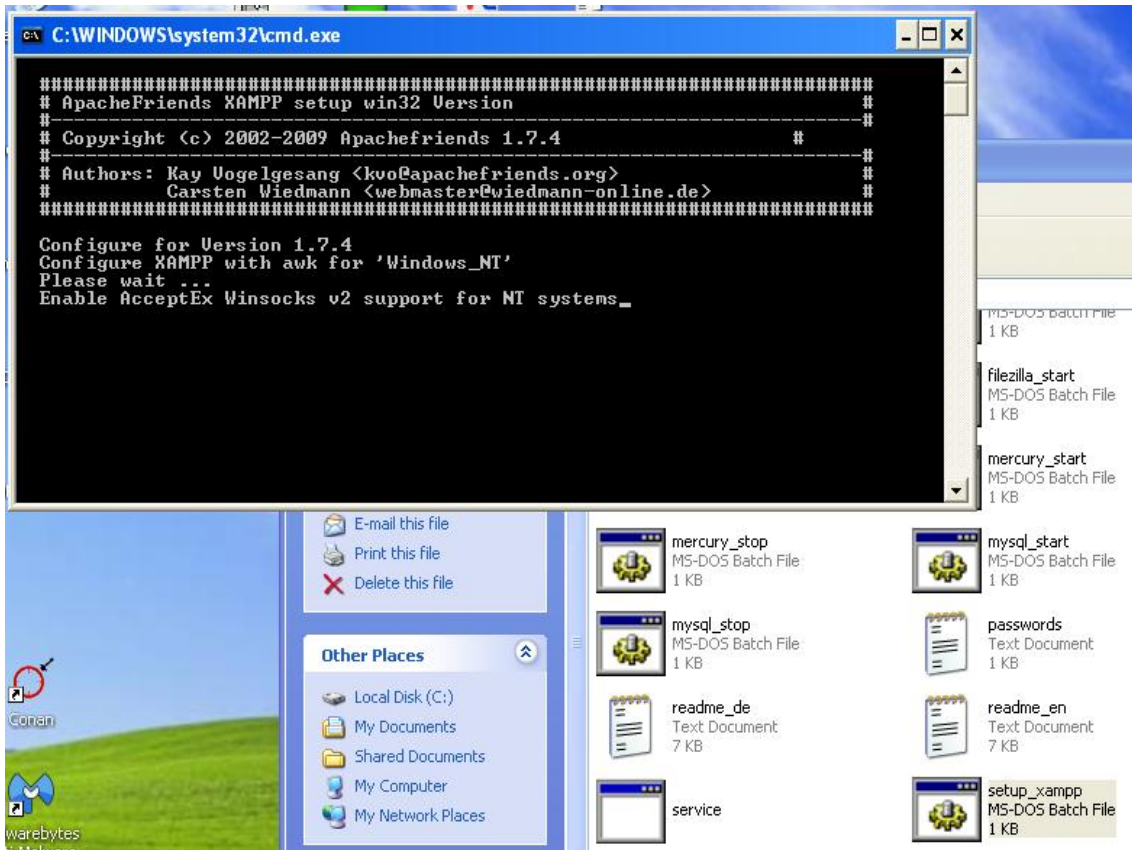 C:\WINDOWS\system32\cmd.exe
###########################################################################
# ApacheFriends XAMPP setup win32 Version #
#-------------------------------------------------------------------------#
# Copyright (c) 2002-2009 Apachefriends 1.7.4 #
#-------------------------------------------------------------------------#
# Authors: Kay Vogelgesang <kvo@apachefriends.org> #
# Carsten Wiedmann <webmaster@wiedmann-online.de> #
###########################################################################
Configure for Version 1.7.4
Configure XAMPP with awk for 'Windows_NT'
Please wait ...
Enable AcceptEx Winsocks v2 support for NT systems_
MS-DOS Batch File
1 KB
filezilla_start
MS-DOS Batch File
1 KB
mercury_start
MS-DOS Batch File
1 KB
E-mail this file
Print this file
Delete this file
Other Places
Local Disk (C:)
My Documents
Shared Documents
My Computer
My Network Places
mercury_stop
MS-DOS Batch File
1 KB
mysql_start
MS-DOS Batch File
1 KB
mysql_stop
MS-DOS Batch File
1 KB
passwords
Text Document
1 KB
readme_de
Text Document
7 KB
readme_en
Text Document
7 KB
service
setup_xampp
MS-DOS Batch File
1 KB
Conan
warebytes